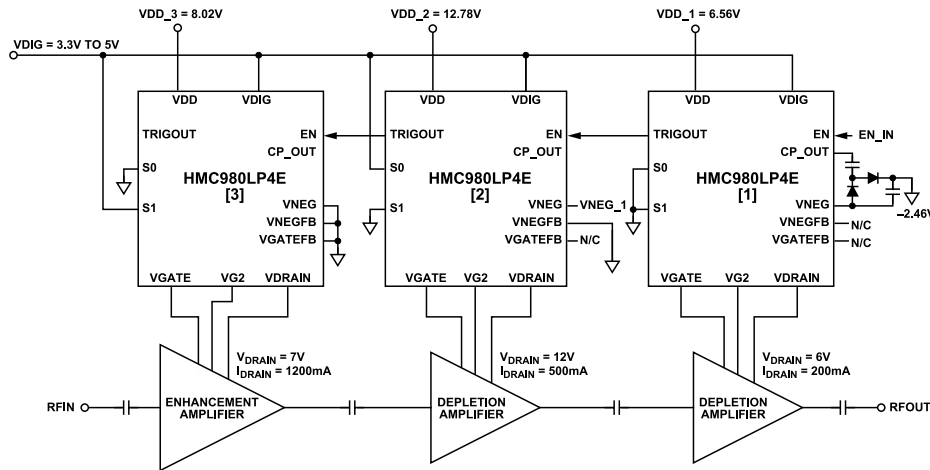 VDD_3 = 8.02V
VDD_2 = 12.78V
VDD_1 = 6.56V
VDIG = 3.3V TO 5V
VDD
VDIG
TRIGOUT
EN
CP_OUT
S0
HMC980LP4E
[3]
S1
VNEG
VNEGFB
VGATEFB
VGATE
VG2
VDRAIN
VDD
VDIG
TRIGOUT
EN
CP_OUT
S0
HMC980LP4E
[2]
S1
VNEG
VNEG_1
VNEGFB
VGATEFB
N/C
VGATE
VG2
VDRAIN
VDD
VDIG
TRIGOUT
EN
EN_IN
CP_OUT
S0
HMC980LP4E
[1]
S1
VNEG
–2.46V
VNEGFB
N/C
VGATEFB
N/C
VGATE
VG2
VDRAIN
VDRAIN = 7V
IDRAIN = 1200mA
VDRAIN = 12V
IDRAIN = 500mA
VDRAIN = 6V
IDRAIN = 200mA
RFIN
ENHANCEMENT
AMPLIFIER
DEPLETION
AMPLIFIER
DEPLETION
AMPLIFIER
RFOUT